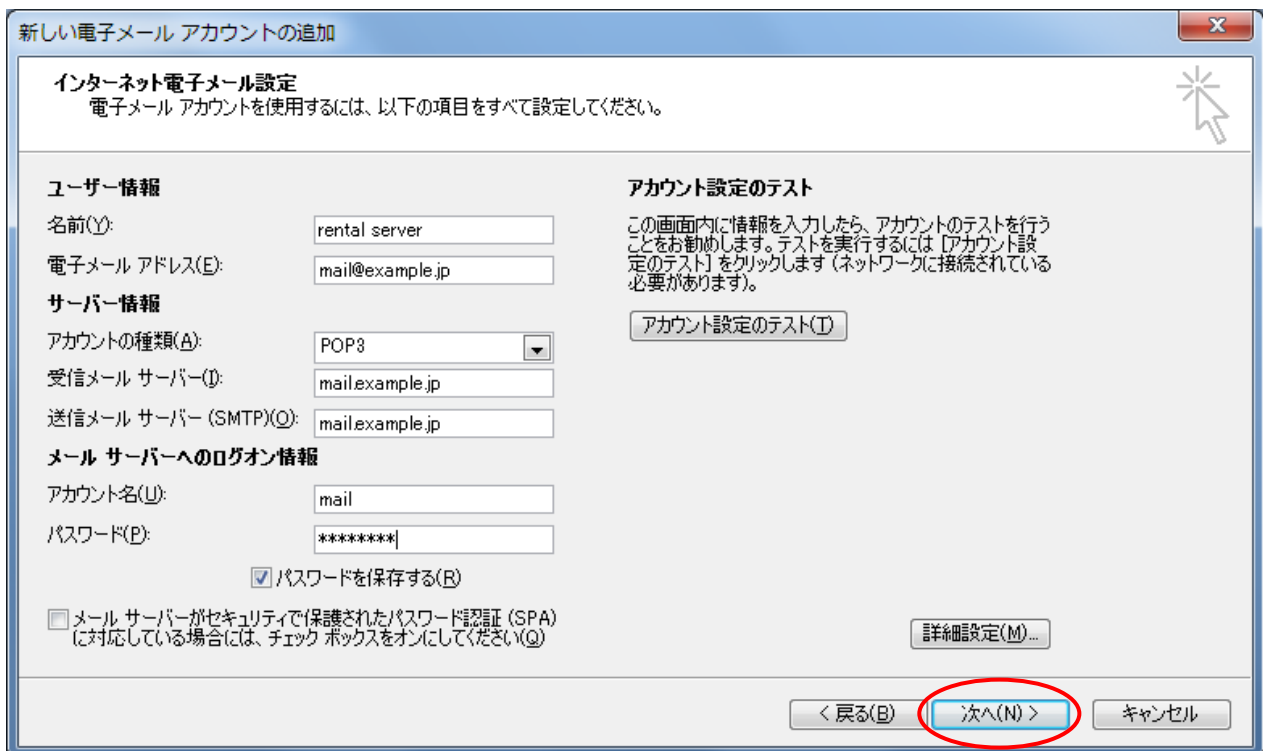 新しい電子メール アカウントの追加
インターネット電子メール設定
電子メール アカウントを使用するには、以下の項目をすべて設定してください。
ユーザー情報
名前(Y):
rental server
電子メール アドレス(E):
mail@example.jp
サーバー情報
アカウントの種類(A):
POP3
受信メール サーバー(I):
mail.example.jp
送信メール サーバー (SMTP)(O):
mail.example.jp
メール サーバーへのログオン情報
アカウント名(U):
mail
パスワード(P):
********
パスワードを保存する(R)
メール サーバーがセキュリティで保護されたパスワード認証 (SPA)
に対応している場合には、チェック ボックスをオンにしてください(Q)
アカウント設定のテスト
この画面内に情報を入力したら、アカウントのテストを行う
ことをお勧めします。テストを実行するには [アカウント設
定のテスト] をクリックします (ネットワークに接続されている
必要があります)。
アカウント設定のテスト(T)
詳細設定(M)...
< 戻る(B)
次へ(N) >
キャンセル